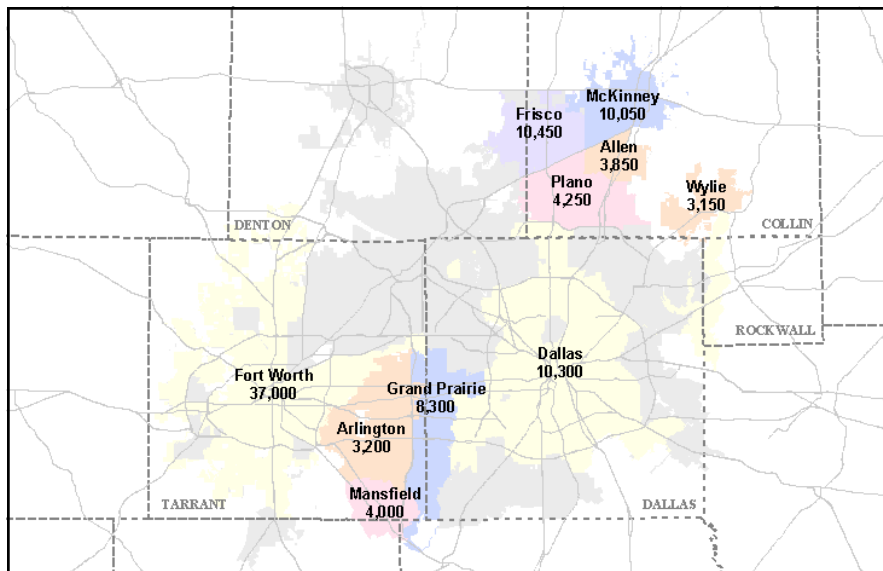 McKinney
10,050
Frisco
10,450
Allen
3,850
Plano
4,250
Wylie
3,150
DENTON
COLLIN
ROCKWALL
Dallas
10,300
Fort Worth
37,000
Grand Prairie
8,300
Arlington
3,200
Mansfield
4,000
TARRANT
DALLAS